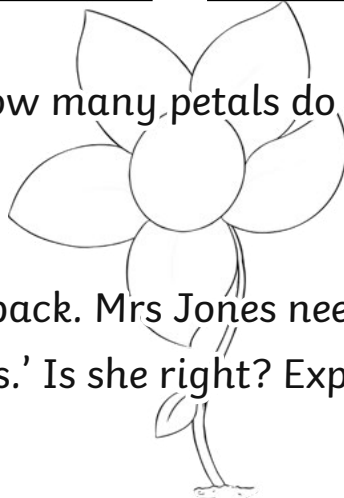 ow many petals do
back. Mrs Jones nee
s.' Is she right? Exp